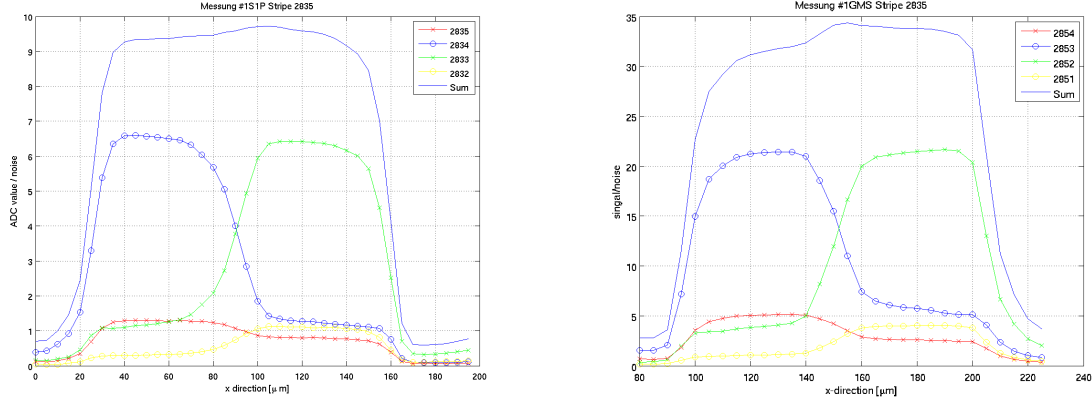 Messung #1S1P Stripe 2835
10
9
8
7
6
5
4
3
2
1
0
ADC value / noise
2835
2834
2833
2832
Sum
0 20 40 60 80 100 120 140 160 180 200
x direction [μ m]
Messung #1GMS Stripe 2835
35
30
25
20
15
10
5
0
singal/noise
2854
2853
2852
2851
Sum
80 100 120 140 160 180 200 220 240
x-direction [μm]